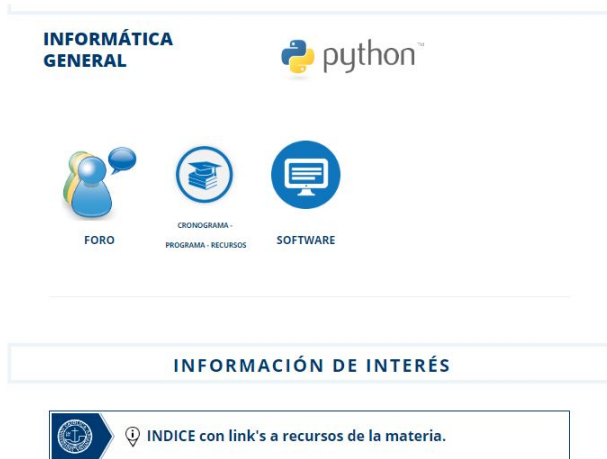 INFORMÁTICA
GENERAL
python™
FORO
CRONOGRAMA -
PROGRAMA - RECURSOS
SOFTWARE
INFORMACIÓN DE INTERÉS
INDICE con link's a recursos de la materia.